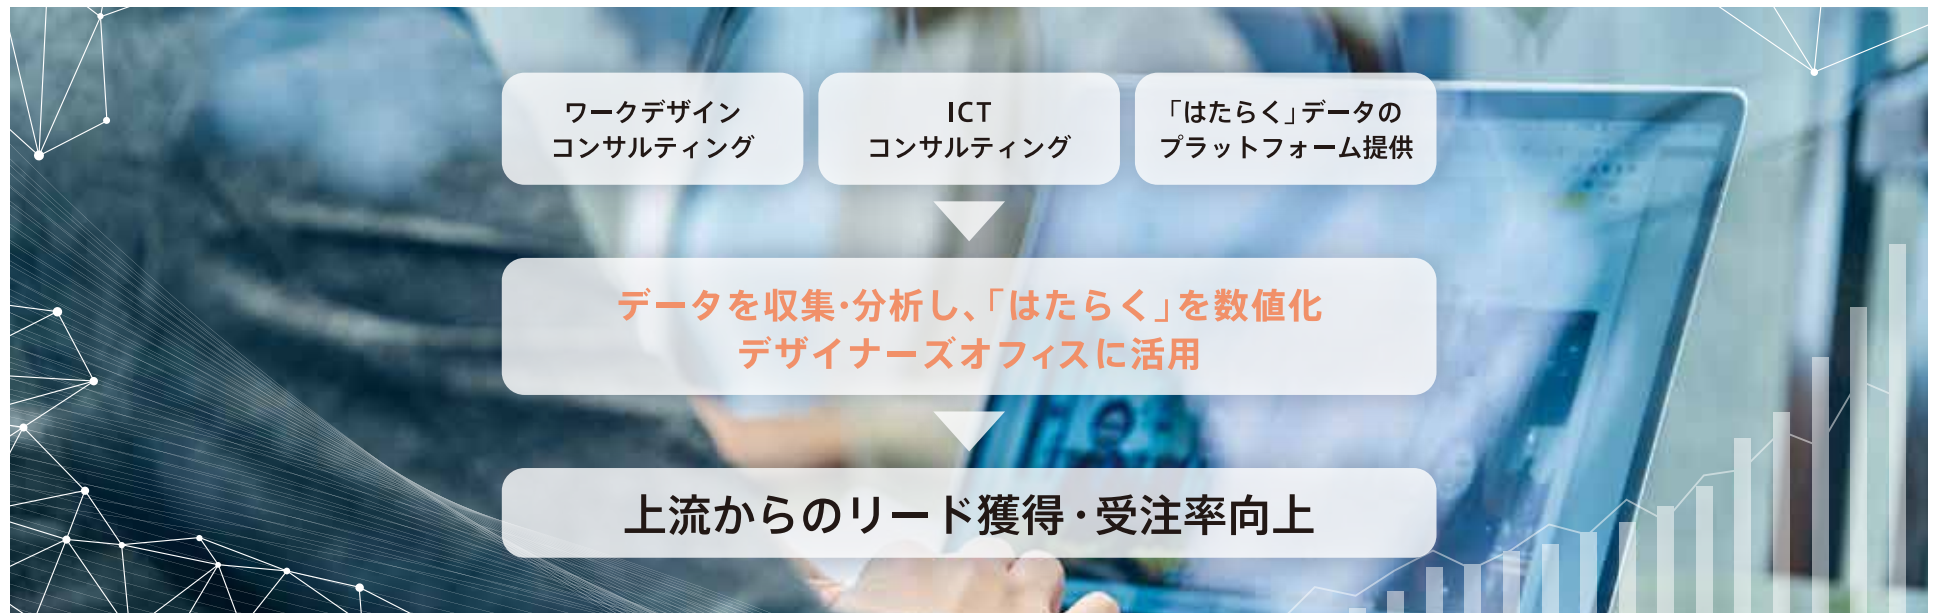 ワークデザイン
コンサルティング
ICT
コンサルティング
「はたらく」データの
プラットフォーム提供
データを収集・分析し、「はたらく」を数値化
デザイナーズオフィスに活用
上流からのリード獲得・受注率向上